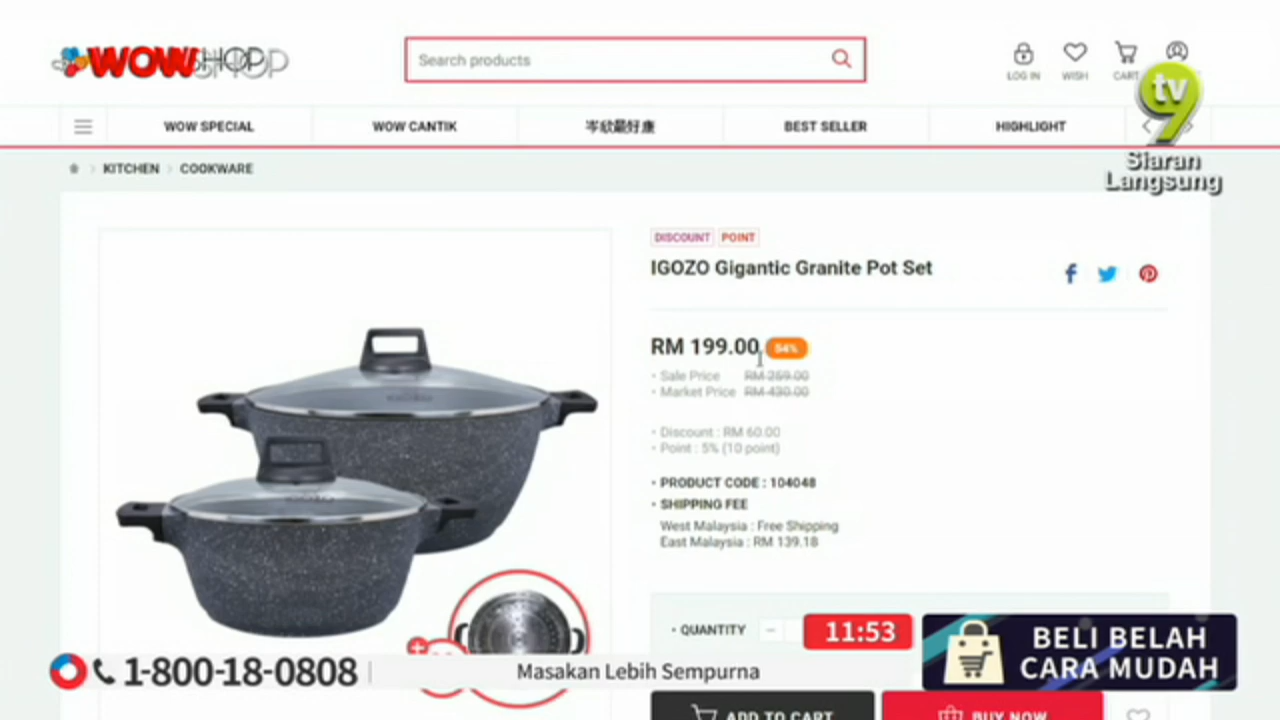 WOWSHOP
Search products
LOG IN
WISH
CART
tv9
Siaran
Langsung
WOW SPECIAL
WOW CANTIK
岑欣最好康
BEST SELLER
HIGHLIGHT
KITCHEN > COOKWARE
DISCOUNT POINT
IGOZO Gigantic Granite Pot Set
RM 199.00 54%
• Sale Price RM 259.00
• Market Price RM 430.00
• Discount : RM 60.00
• Point : 5% (10 point)
• PRODUCT CODE : 104048
• SHIPPING FEE
West Malaysia : Free Shipping
East Malaysia : RM 139.18
• QUANTITY
11:53
BELI BELAH
CARA MUDAH
1-800-18-0808
Masakan Lebih Sempurna
ADD TO CART
BUY NOW